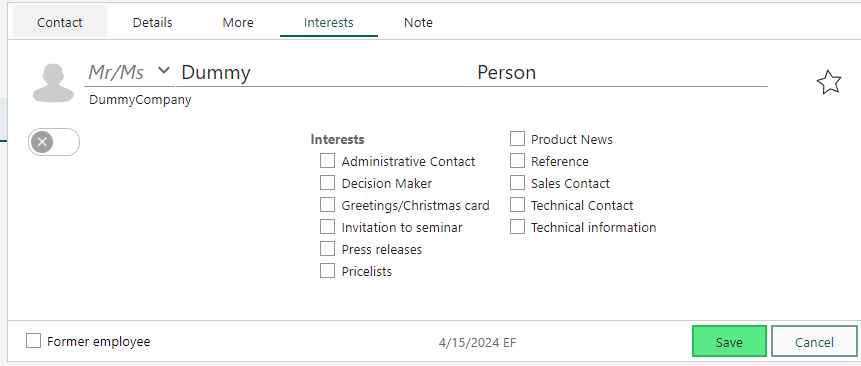 Contact Details More Interests Note
Mr/Ms Dummy Person
DummyCompany
Interests
Administrative Contact
Decision Maker
Greetings/Christmas card
Invitation to seminar
Press releases
Pricelists
Product News
Reference
Sales Contact
Technical Contact
Technical information
Former employee 4/15/2024 EF Save Cancel